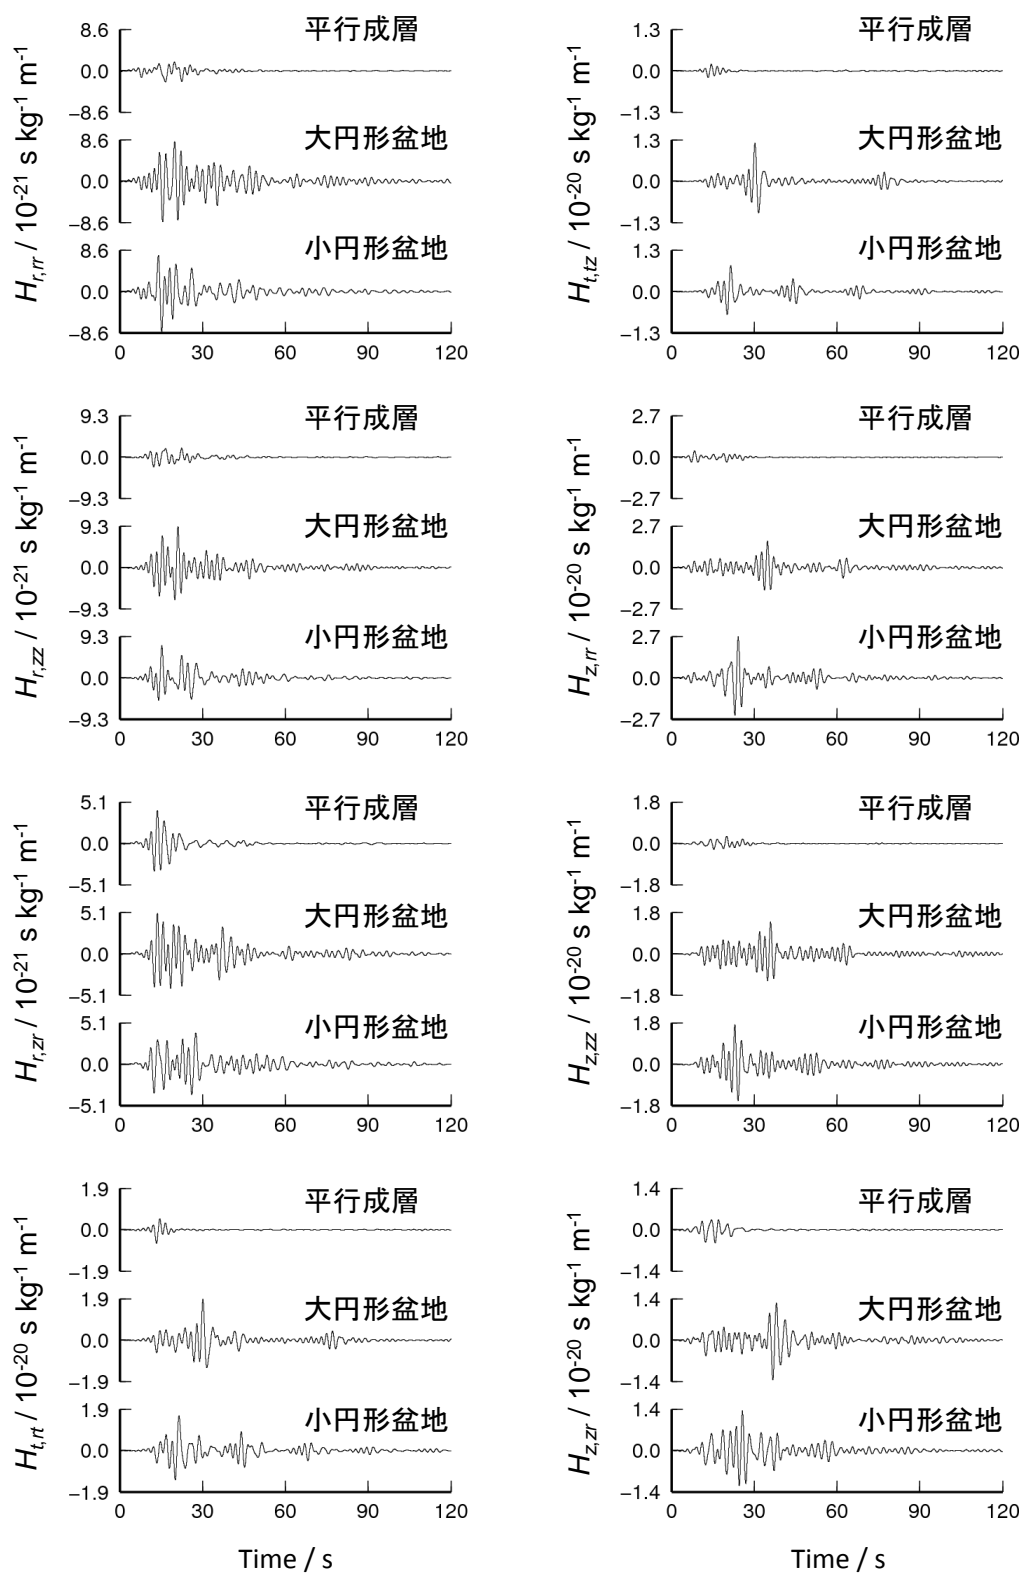 H_{r,rr} / 10^{-21} s kg^{-1} m^{-1}
8.6 平行成層
0.0
−8.6
8.6 大円形盆地
0.0
−8.6
8.6 小円形盆地
0.0
−8.6
0 30 60 90 120
H_{t,tz} / 10^{-20} s kg^{-1} m^{-1}
1.3 平行成層
0.0
−1.3
1.3 大円形盆地
0.0
−1.3
1.3 小円形盆地
0.0
−1.3
0 30 60 90 120
H_{r,zz} / 10^{-21} s kg^{-1} m^{-1}
9.3 平行成層
0.0
−9.3
9.3 大円形盆地
0.0
−9.3
9.3 小円形盆地
0.0
−9.3
0 30 60 90 120
H_{z,rr} / 10^{-20} s kg^{-1} m^{-1}
2.7 平行成層
0.0
−2.7
2.7 大円形盆地
0.0
−2.7
2.7 小円形盆地
0.0
−2.7
0 30 60 90 120
H_{r,zr} / 10^{-21} s kg^{-1} m^{-1}
5.1 平行成層
0.0
−5.1
5.1 大円形盆地
0.0
−5.1
5.1 小円形盆地
0.0
−5.1
0 30 60 90 120
H_{z,zz} / 10^{-20} s kg^{-1} m^{-1}
1.8 平行成層
0.0
−1.8
1.8 大円形盆地
0.0
−1.8
1.8 小円形盆地
0.0
−1.8
0 30 60 90 120
H_{t,rt} / 10^{-20} s kg^{-1} m^{-1}
1.9 平行成層
0.0
−1.9
1.9 大円形盆地
0.0
−1.9
1.9 小円形盆地
0.0
−1.9
0 30 60 90 120
Time / s
H_{z,zr} / 10^{-20} s kg^{-1} m^{-1}
1.4 平行成層
0.0
−1.4
1.4 大円形盆地
0.0
−1.4
1.4 小円形盆地
0.0
−1.4
0 30 60 90 120
Time / s